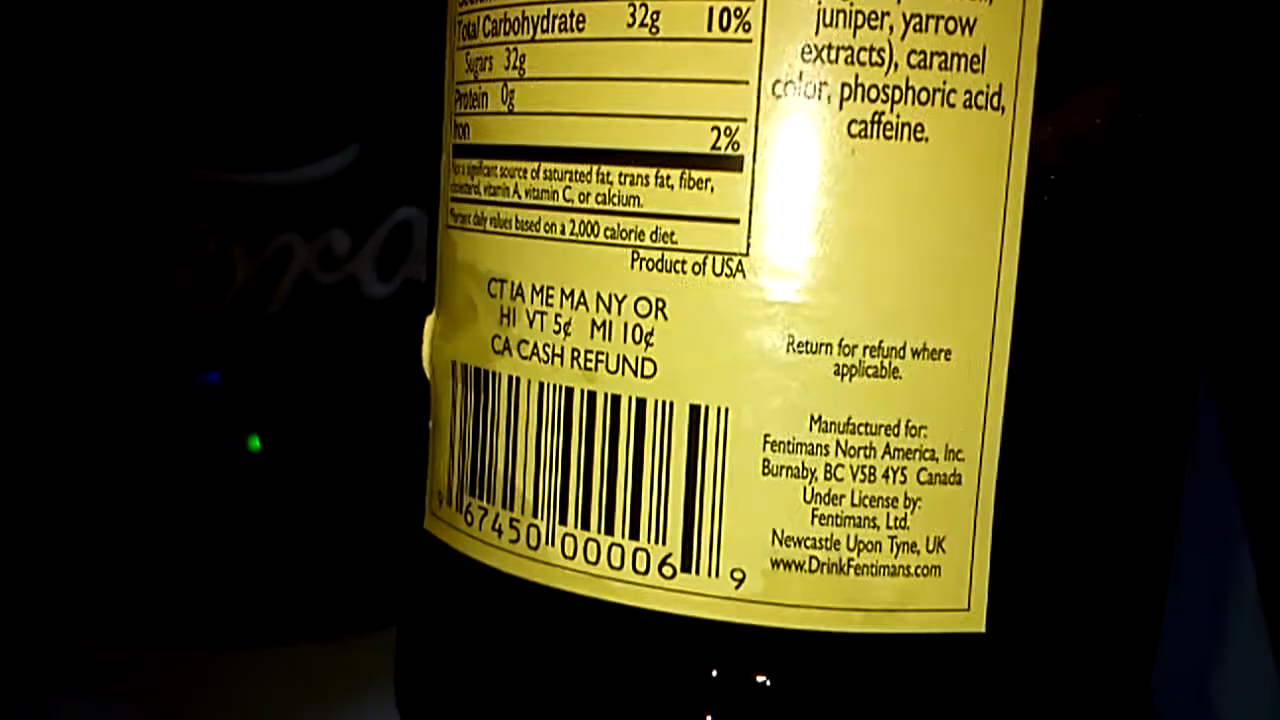 Total Carbohydrate 32g 10%
Sugars 32g
Protein 0g
Iron 2%
Not a significant source of saturated fat, trans fat, fiber,
cholesterol, vitamin A, vitamin C, or calcium.
Percent daily values based on a 2,000 calorie diet.
Product of USA
CT IA ME MA NY OR
HI VT 5¢ MI 10¢
CA CASH REFUND
9 67450 00006 9
juniper, yarrow
extracts), caramel
color, phosphoric acid,
caffeine.
Return for refund where
applicable.
Manufactured for:
Fentimans North America, Inc.
Burnaby, BC V5B 4Y5 Canada
Under License by:
Fentimans, Ltd.
Newcastle Upon Tyne, UK
www.DrinkFentimans.com